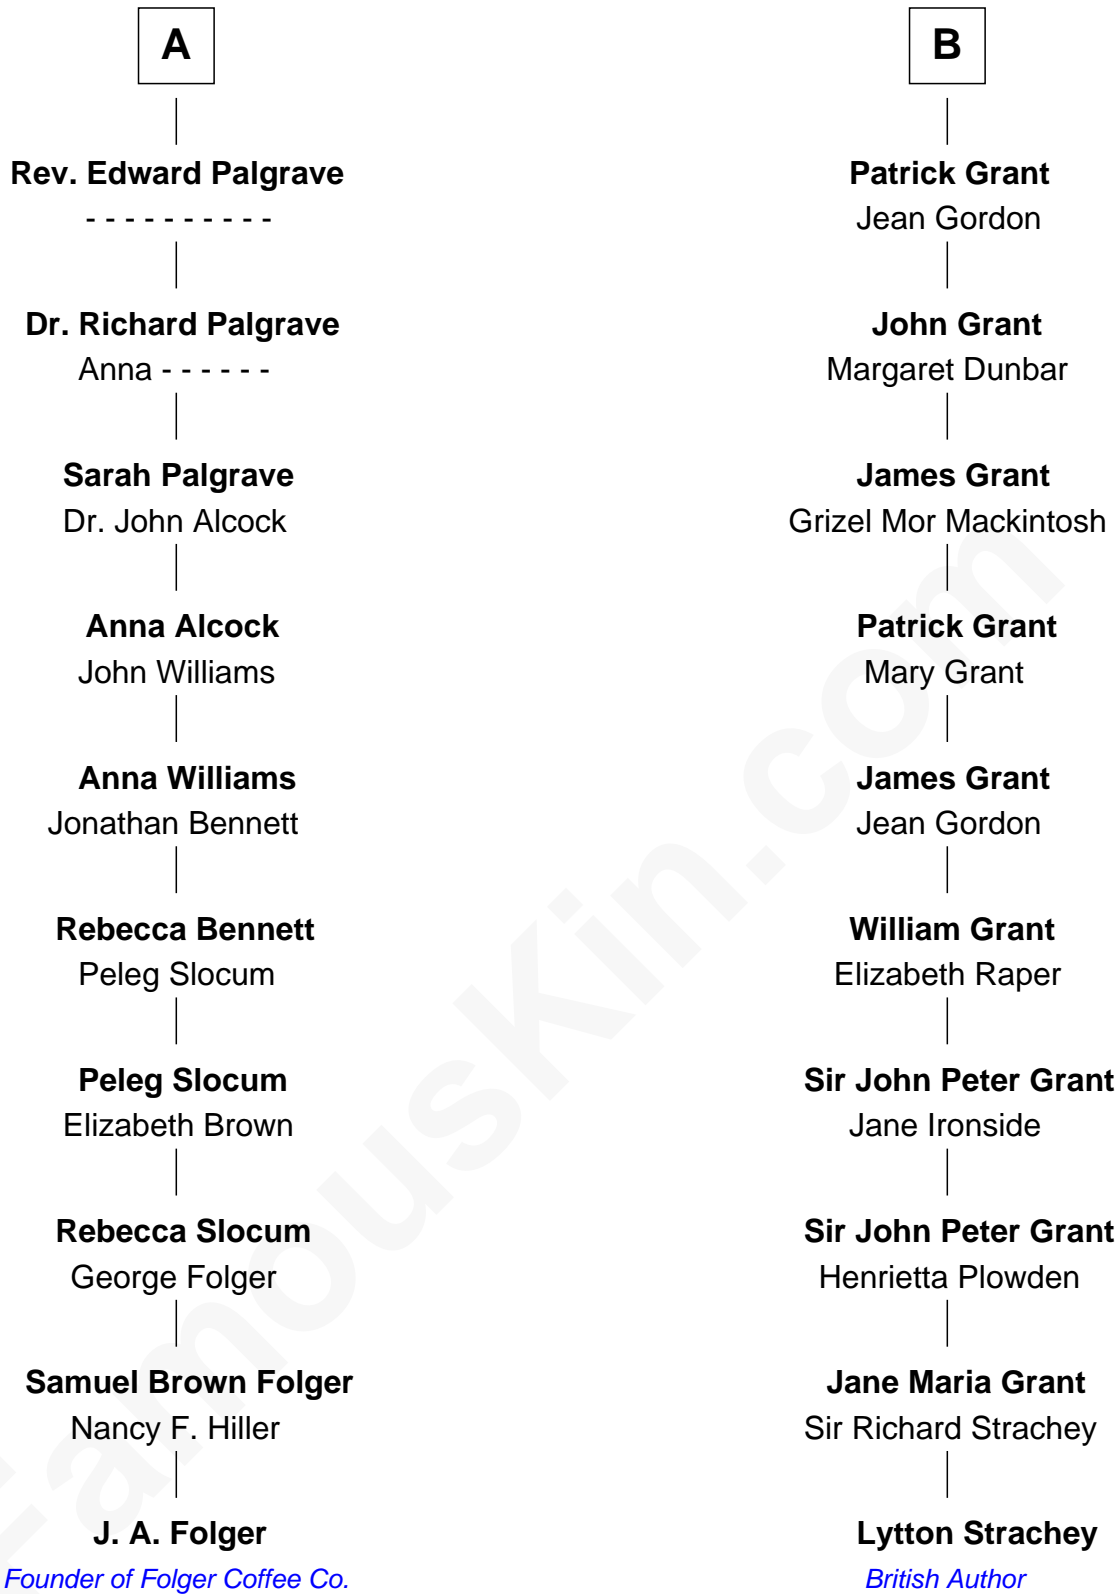 A
Rev. Edward Palgrave
- - - - - - - - - -
Dr. Richard Palgrave
Anna - - - - - -
Sarah Palgrave
Dr. John Alcock
Anna Alcock
John Williams
Anna Williams
Jonathan Bennett
Rebecca Bennett
Peleg Slocum
Peleg Slocum
Elizabeth Brown
Rebecca Slocum
George Folger
Samuel Brown Folger
Nancy F. Hiller
J. A. Folger
Founder of Folger Coffee Co.
B
Patrick Grant
Jean Gordon
John Grant
Margaret Dunbar
James Grant
Grizel Mor Mackintosh
Patrick Grant
Mary Grant
James Grant
Jean Gordon
William Grant
Elizabeth Raper
Sir John Peter Grant
Jane Ironside
Sir John Peter Grant
Henrietta Plowden
Jane Maria Grant
Sir Richard Strachey
Lytton Strachey
British Author
FamousKin.com